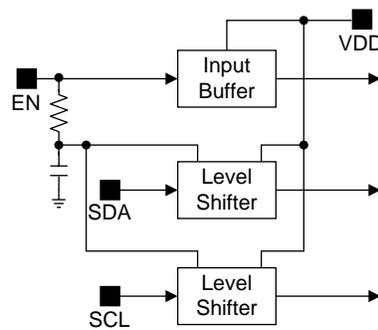 VDD
Input
Buffer
EN
Level
Shifter
SDA
Level
Shifter
SCL